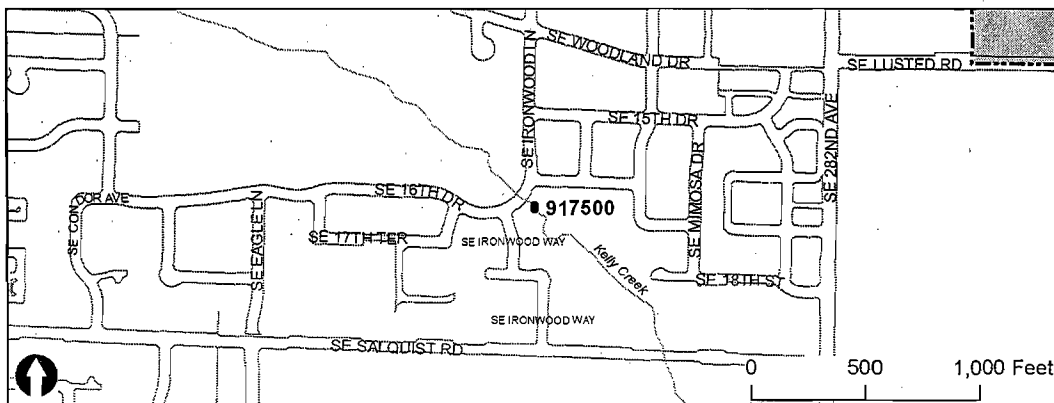 SE WOODLAND DR
SE IRONWOOD LN
SE LUSTED RD
SE 15TH DR
SE 282ND AVE
SE MIMOSA DR
SE 16TH DR
SE CONDOR AVE
SE EAGLE LN
917500
SE 17TH TER
SE IRONWOOD WAY
Kelly Creek
SE 18TH ST
SE IRONWOOD WAY
SE SALQUIST RD
0 500 1,000 Feet